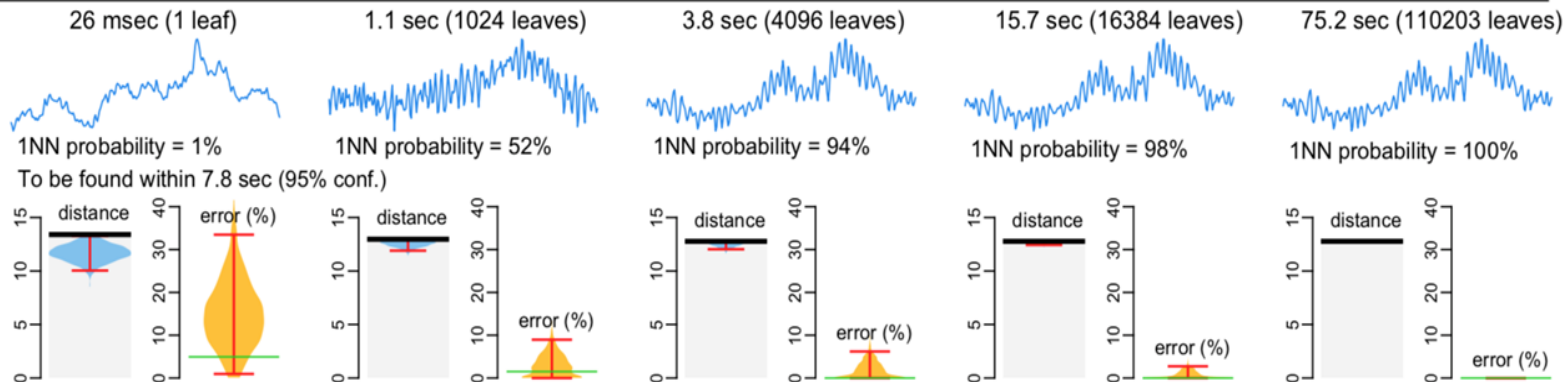 26 msec (1 leaf)
1.1 sec (1024 leaves)
3.8 sec (4096 leaves)
15.7 sec (16384 leaves)
75.2 sec (110203 leaves)
1NN probability = 1%
1NN probability = 52%
1NN probability = 94%
1NN probability = 98%
1NN probability = 100%
To be found within 7.8 sec (95% conf.)
distance
15
10
5
0
error (%)
40
30
20
10
0
distance
15
10
5
0
error (%)
40
30
20
10
0
distance
15
10
5
0
error (%)
40
30
20
10
0
distance
15
10
5
0
error (%)
40
30
20
10
0
distance
15
10
5
0
error (%)
40
30
20
10
0